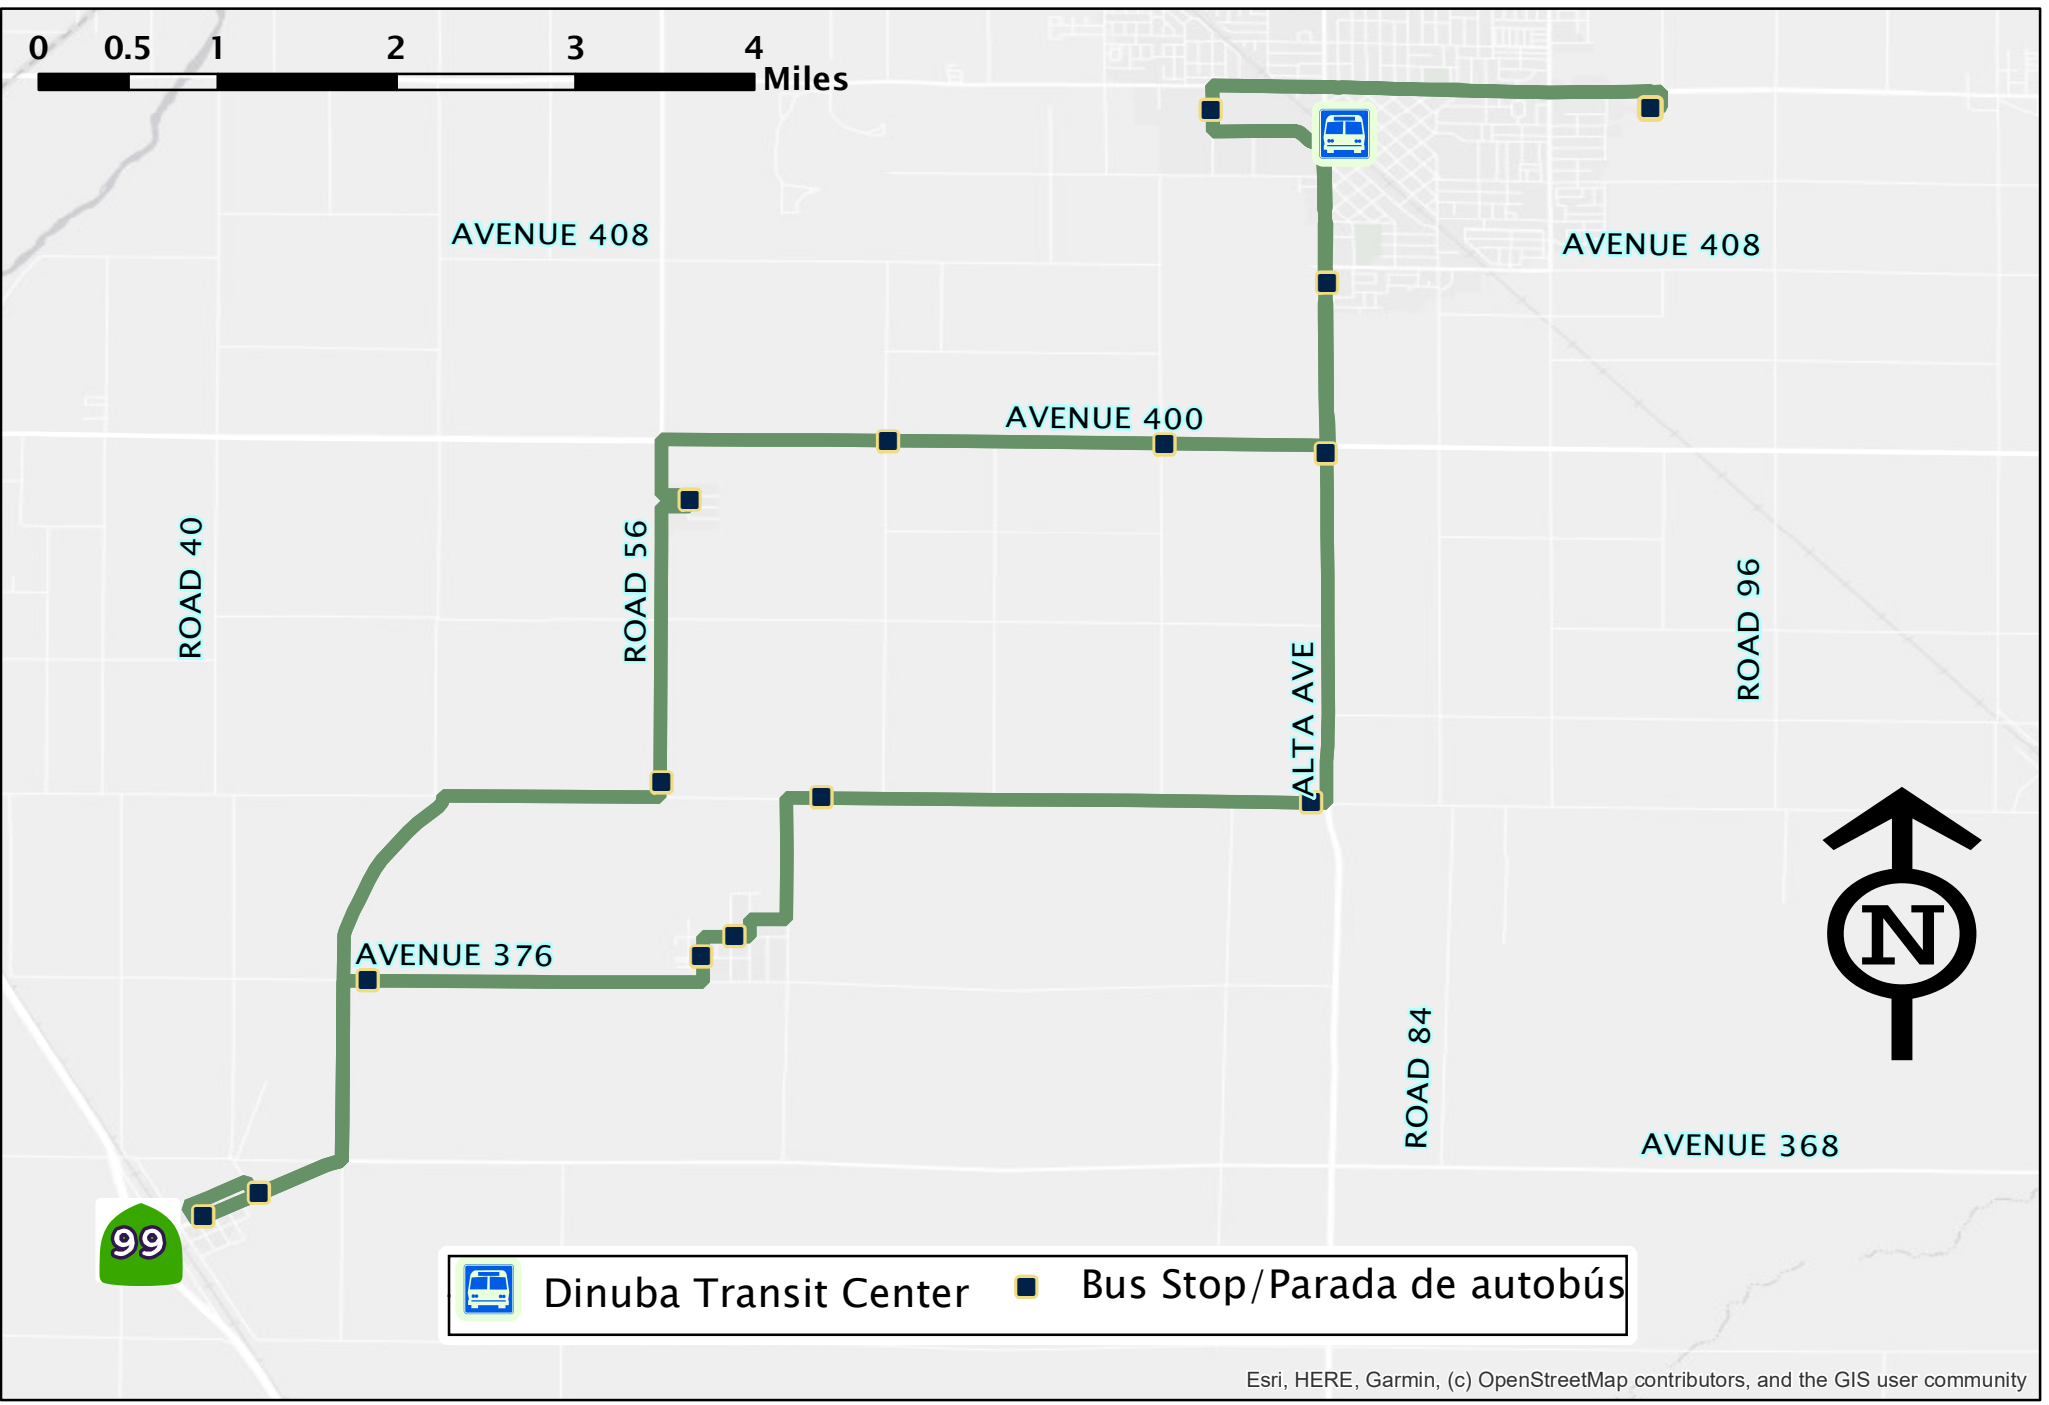 0 0.5 1 2 3 4
Miles
AVENUE 408
AVENUE 408
AVENUE 400
ROAD 40
ROAD 56
ROAD 96
ALTA AVE
AVENUE 376
ROAD 84
N
AVENUE 368
99
Dinuba Transit Center
Bus Stop/Parada de autobús
Esri, HERE, Garmin, (c) OpenStreetMap contributors, and the GIS user community